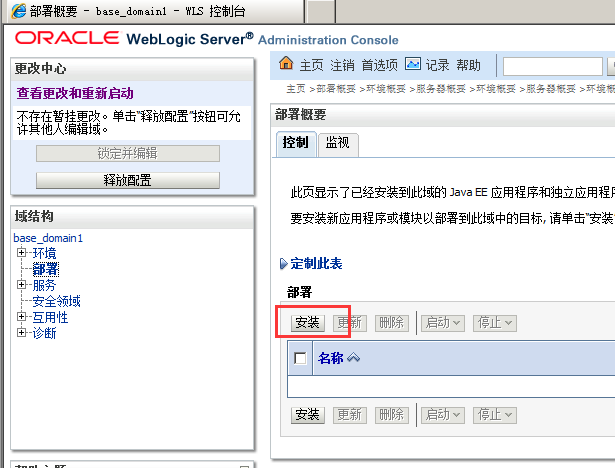 部署概要 - base_domain1 - WLS 控制台
ORACLE WebLogic Server® Administration Console
更改中心
查看更改和重新启动
不存在暂挂更改。单击"释放配置"按钮可允
许其他人编辑域。
锁定并编辑
释放配置
域结构
base_domain1
环境
部署
服务
安全领域
互用性
诊断
主页 注销 首选项 记录 帮助
主页 >部署概要 >环境概要 >服务器概要 >环境概要 >服务器概要 >环境概
部署概要
控制 监视
此页显示了已经安装到此域的 Java EE 应用程序和独立应用程序
要安装新应用程序或模块以部署到此域中的目标, 请单击"安装"
定制此表
部署
安装 更新 删除 启动 停止
名称
安装 更新 删除 启动 停止